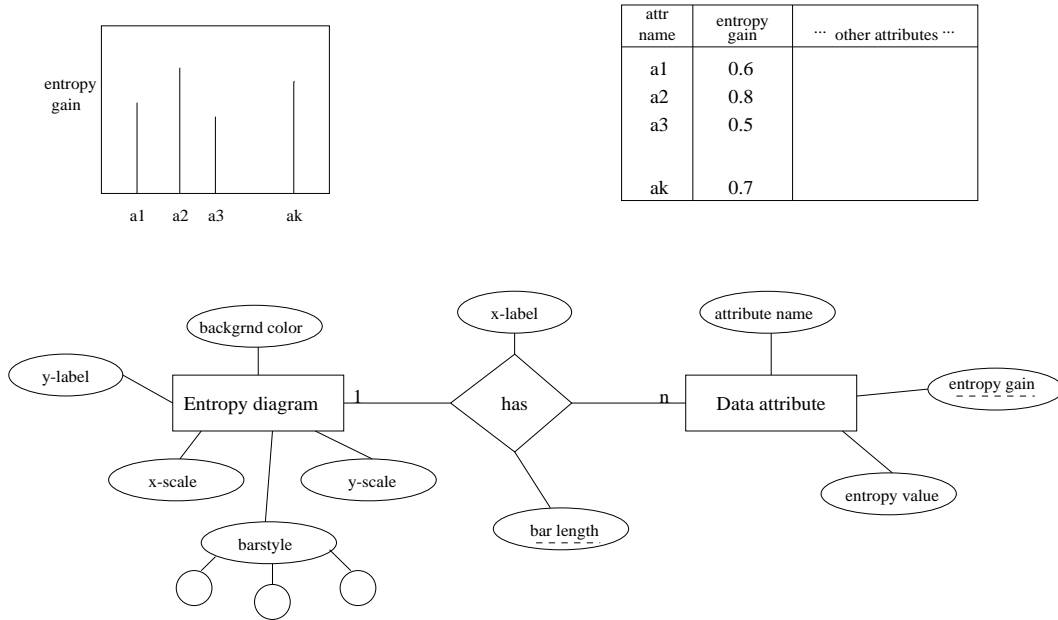 entropy
gain
a1 a2 a3 ak
attr
name
entropy
gain
... other attributes ...
a1 0.6
a2 0.8
a3 0.5
ak 0.7
x-label
backgrnd color
attribute name
y-label
entropy gain
Entropy diagram
1
has
n
Data attribute
x-scale
y-scale
entropy value
bar length
barstyle